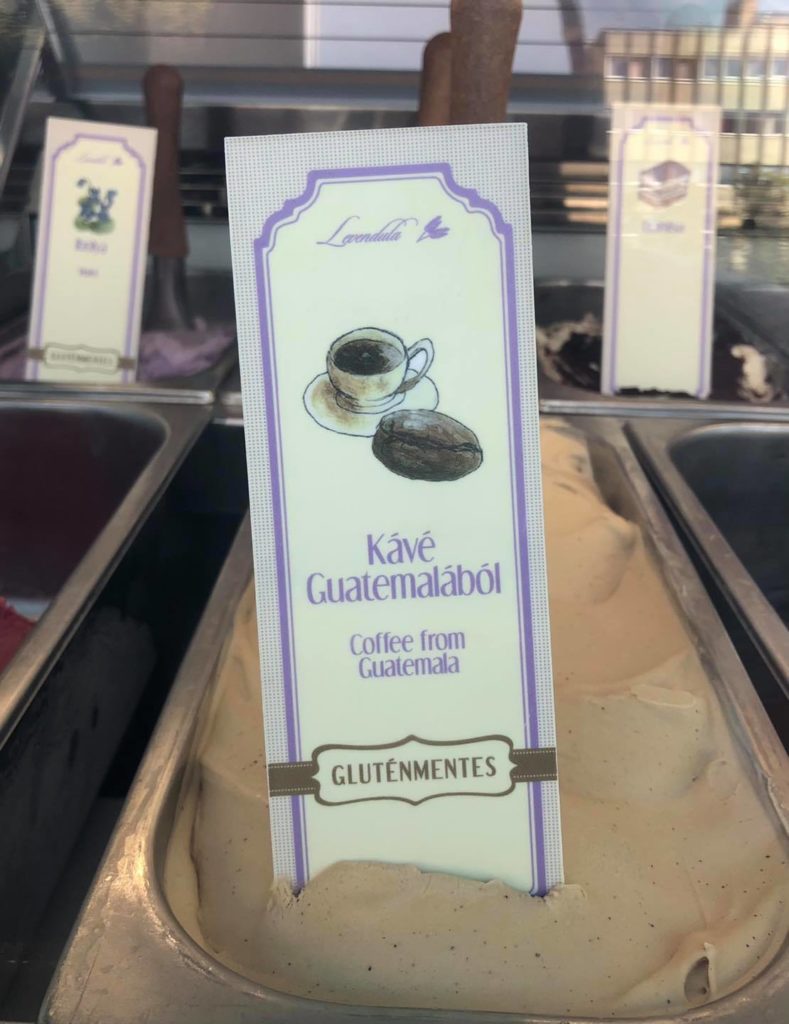 Levendula
Kávé
Guatemalából
Coffee from
Guatemala
GLUTÉNMENTES
GLUTÉNMENTES